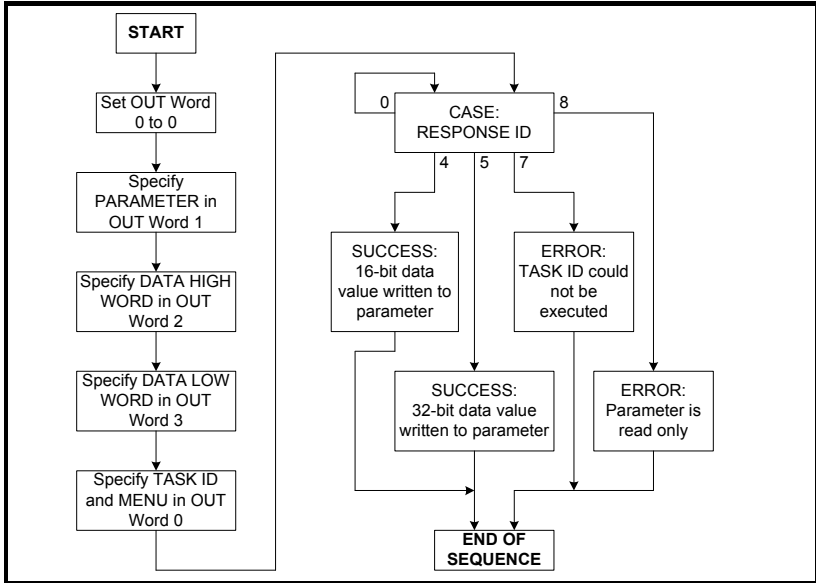 START
Set OUT Word
0 to 0
Specify
PARAMETER in
OUT Word 1
Specify DATA HIGH
WORD in OUT
Word 2
Specify DATA LOW
WORD in OUT
Word 3
Specify TASK ID
and MENU in OUT
Word 0
0
CASE:
RESPONSE ID
8
4
5
7
SUCCESS:
16-bit data
value written to
parameter
ERROR:
TASK ID could
not be
executed
SUCCESS:
32-bit data value
written to parameter
ERROR:
Parameter is
read only
END OF
SEQUENCE